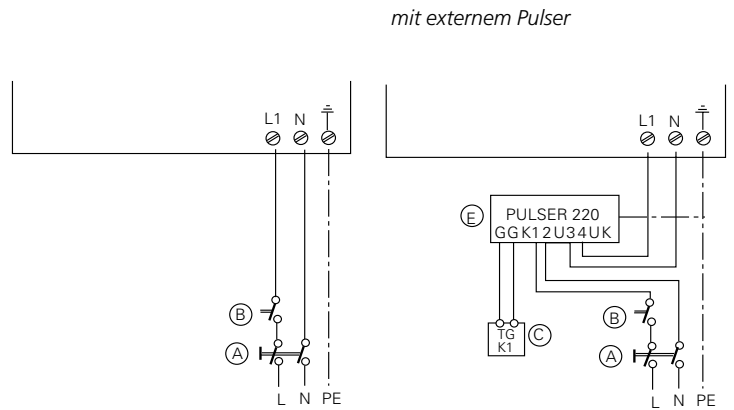 mit externem Pulser
L1 N
L1 N
E
PULSER 220
GGK12U34UK
B
B
TG
K1
C
A
A
L N PE
L N PE